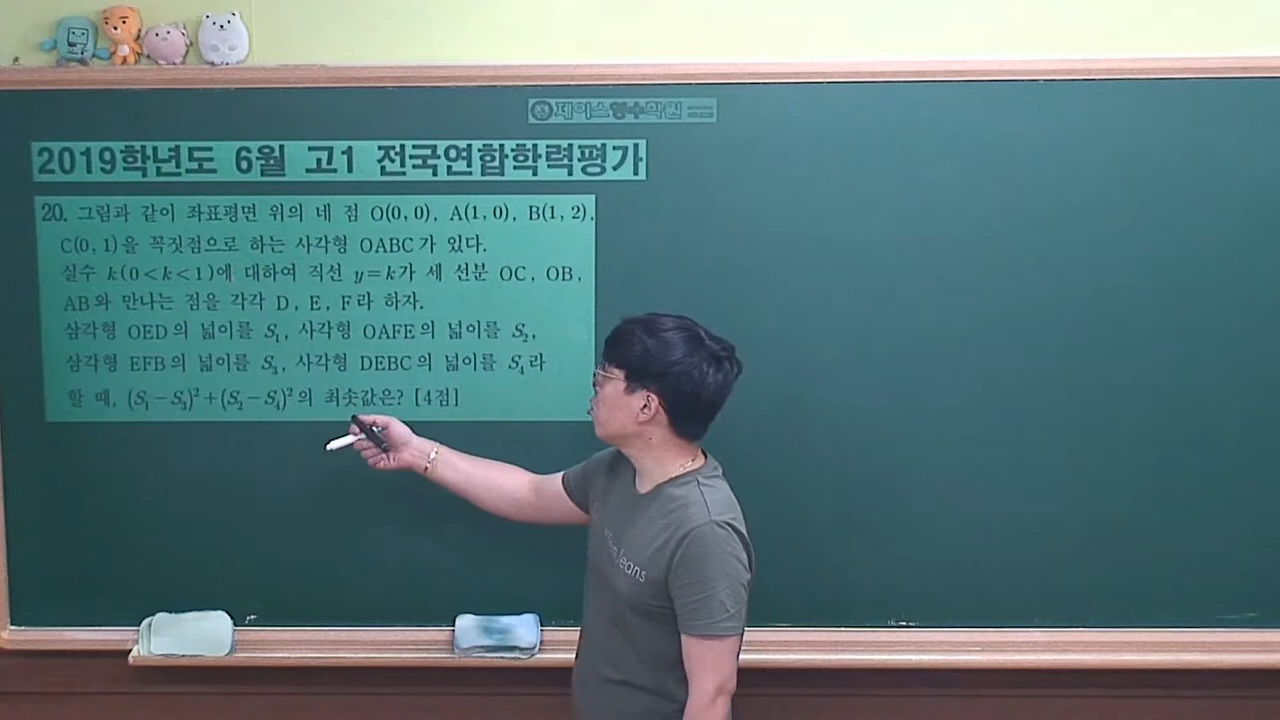 제이스영수학원
2019학년도 6월 고1 전국연합학력평가
20. 그림과 같이 좌표평면 위의 네 점 O(0, 0), A(1, 0), B(1, 2),
C(0, 1)을 꼭짓점으로 하는 사각형 OABC가 있다.
실수 k(0<k<1)에 대하여 직선 y=k가 세 선분 OC, OB,
AB와 만나는 점을 각각 D, E, F라 하자.
삼각형 OED의 넓이를 S₁, 사각형 OAFE의 넓이를 S₂,
삼각형 EFB의 넓이를 S₃, 사각형 DEBC의 넓이를 S₄라
할 때, (S₁-S₃)²+(S₂-S₄)²의 최솟값은? [4점]
Jeans